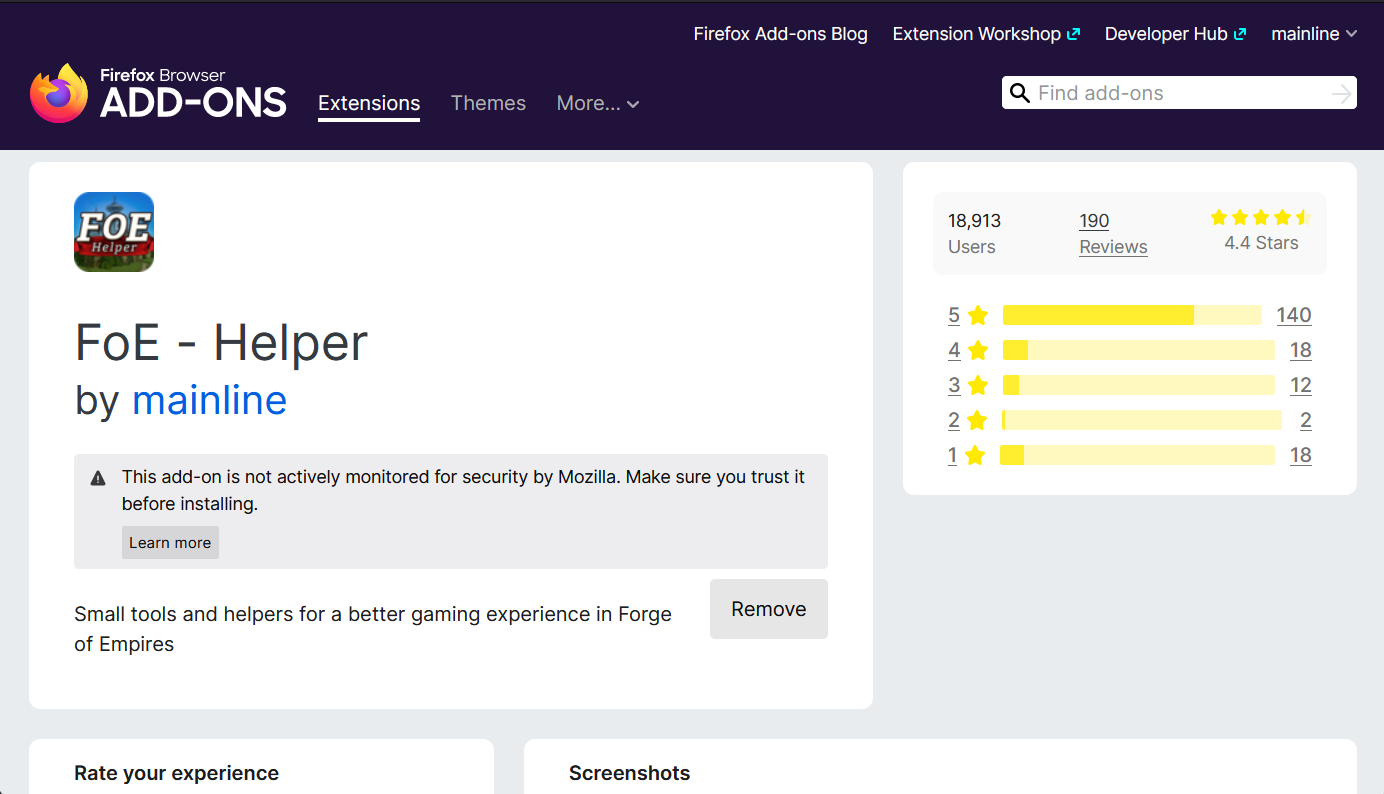 Firefox Add-ons Blog
Extension Workshop
Developer Hub
mainline
Firefox Browser
ADD-ONS
Extensions
Themes
More...
Find add-ons
FOE
Helper
FoE - Helper
by mainline
This add-on is not actively monitored for security by Mozilla. Make sure you trust it
before installing.
Learn more
Small tools and helpers for a better gaming experience in Forge
of Empires
Remove
18,913
Users
190
Reviews
4.4 Stars
5 140
4 18
3 12
2 2
1 18
Rate your experience
Screenshots